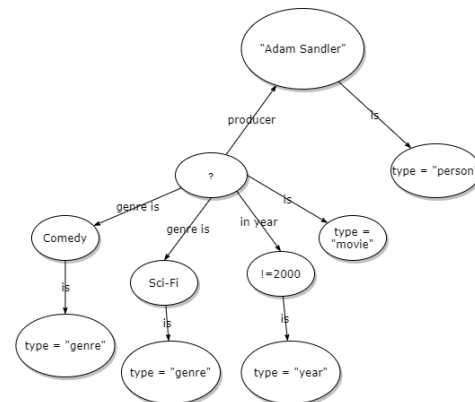 "Adam Sandler"
producer
is
type = "person"
?
genre is
genre is
in year
is
Comedy
Sci-Fi
!=2000
type =
"movie"
is
is
is
type = "genre"
type = "genre"
type = "year"